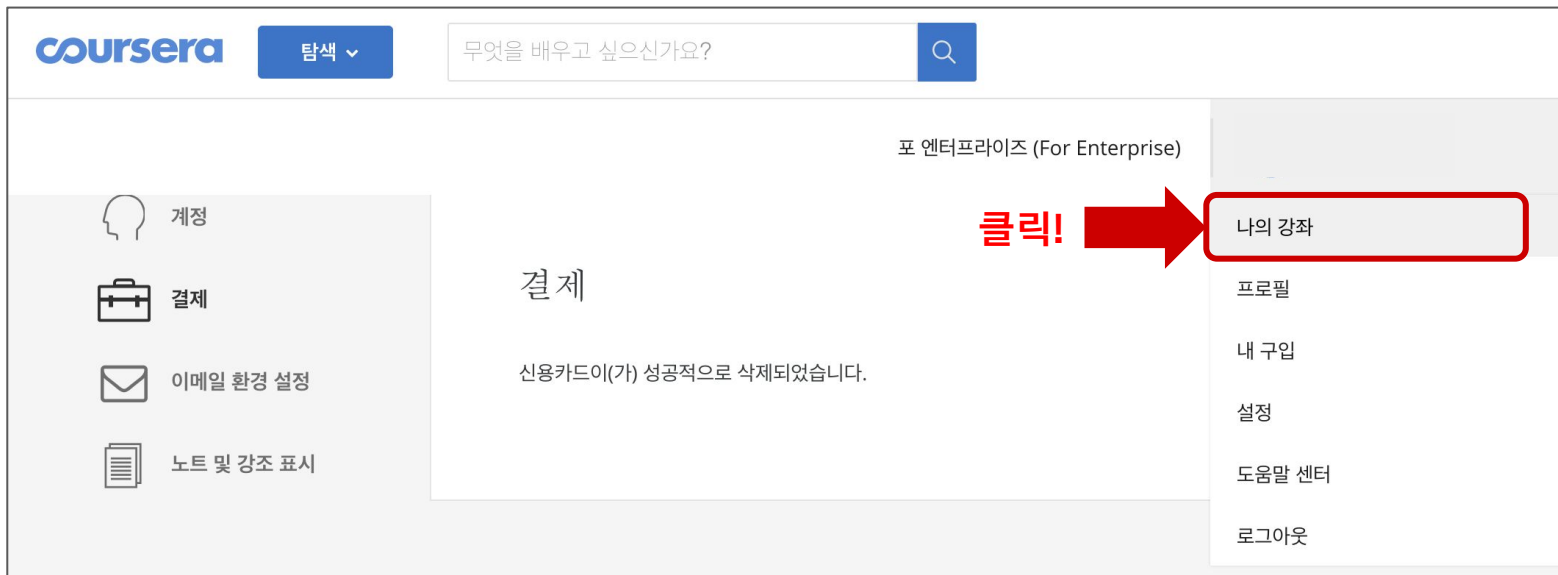 coursera 탐색 무엇을 배우고 싶으신가요?
포 엔터프라이즈 (For Enterprise)
계정
결제
이메일 환경 설정
노트 및 강조 표시
결제
신용카드이(가) 성공적으로 삭제되었습니다.
클릭!
나의 강좌
프로필
내 구입
설정
도움말 센터
로그아웃